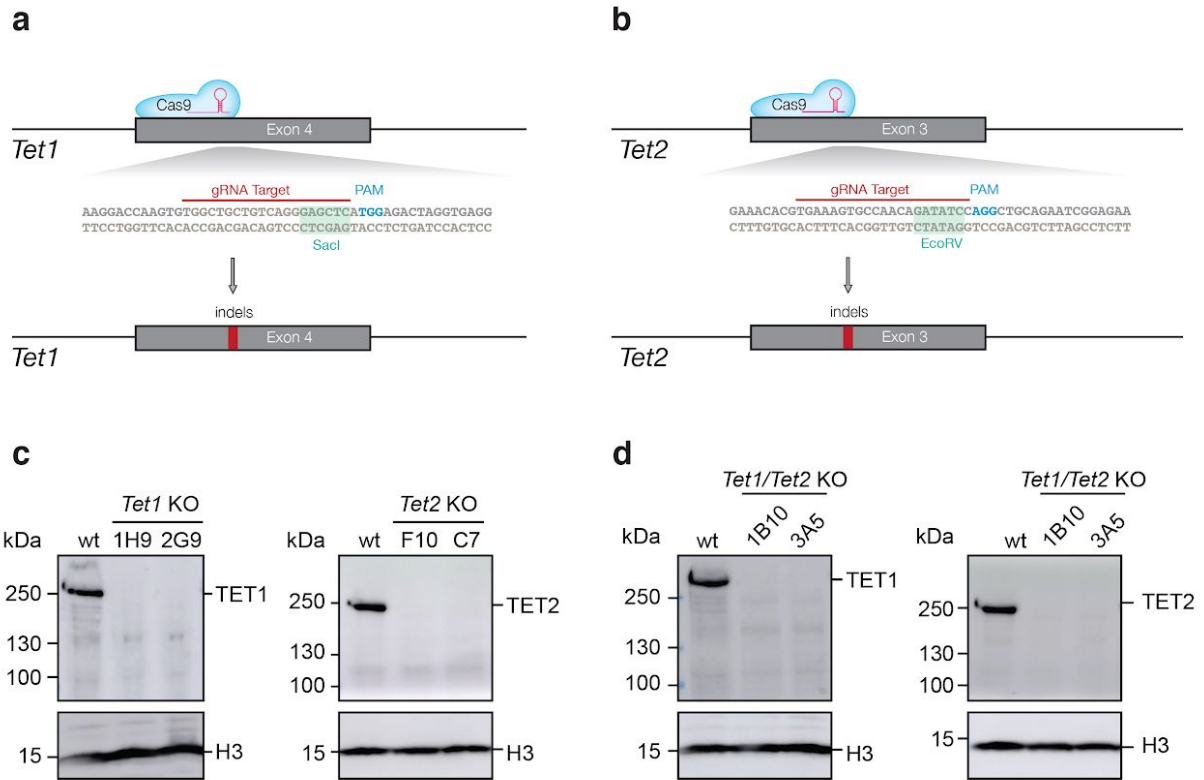 a
Cas9
Exon 4
Tet1
gRNA Target PAM
AAGGACCAAGTGTGGCTGCTGTCAGGGAGCTCATGGAGACTAGGTGAGG
TTCCTGGTTCACACCGACGACAGTCCCTCGAGTACCTCTGATCCACTCC
SacI
indels
Exon 4
Tet1
b
Cas9
Exon 3
Tet2
gRNA Target PAM
GAAACACGTGAAAGTGCCAACAGATATCCAGGCTGCAGAATCGGAGAA
CTTTGTGCACTTTCACGGTTGTCTATAGGTCCGACGTCTTAGCCTCTT
EcoRV
indels
Exon 3
Tet2
c
Tet1 KO
kDa wt 1H9 2G9
250 TET1
130
100
15 H3
Tet2 KO
kDa wt F10 C7
250 TET2
130
100
15 H3
d
Tet1/Tet2 KO
kDa wt 1B10 3A5
250 TET1
130
100
15 H3
Tet1/Tet2 KO
kDa wt 1B10 3A5
250 TET2
130
100
15 H3